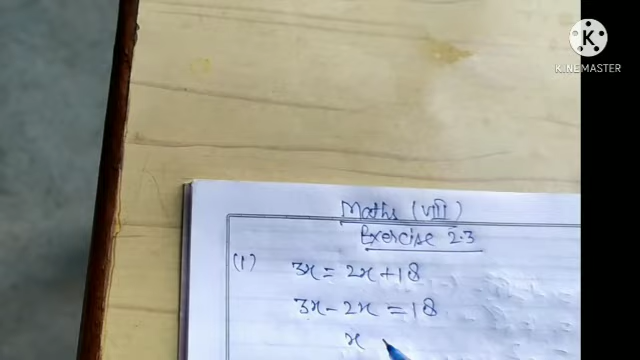 K
KINEMASTER
Maths (VIII)
Exercise 2.3
(1) 3x = 2x + 18
3x - 2x = 18
x